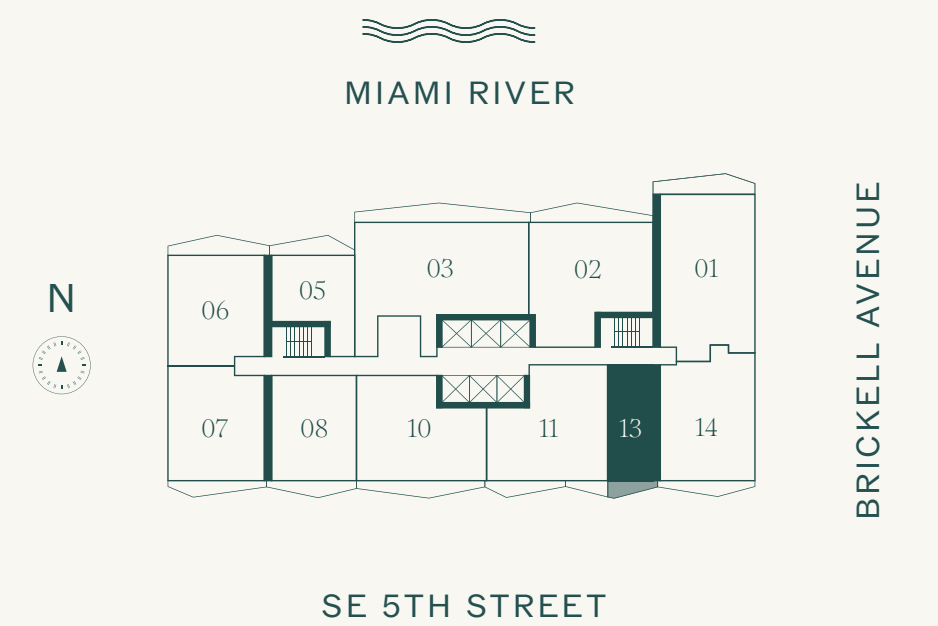 MIAMI RIVER
BRICKELL AVENUE
01
03
02
05
N
06
07
08
10
11
13
14
SE 5TH STREET